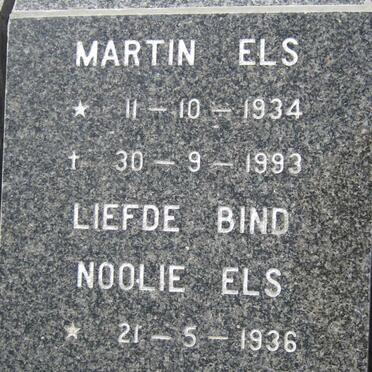 MARTIN ELS
★ 11 - 10 - 1934
† 30 - 9 - 1993
LIEFDE BIND
NOOLIE ELS
★ 21 - 5 - 1936